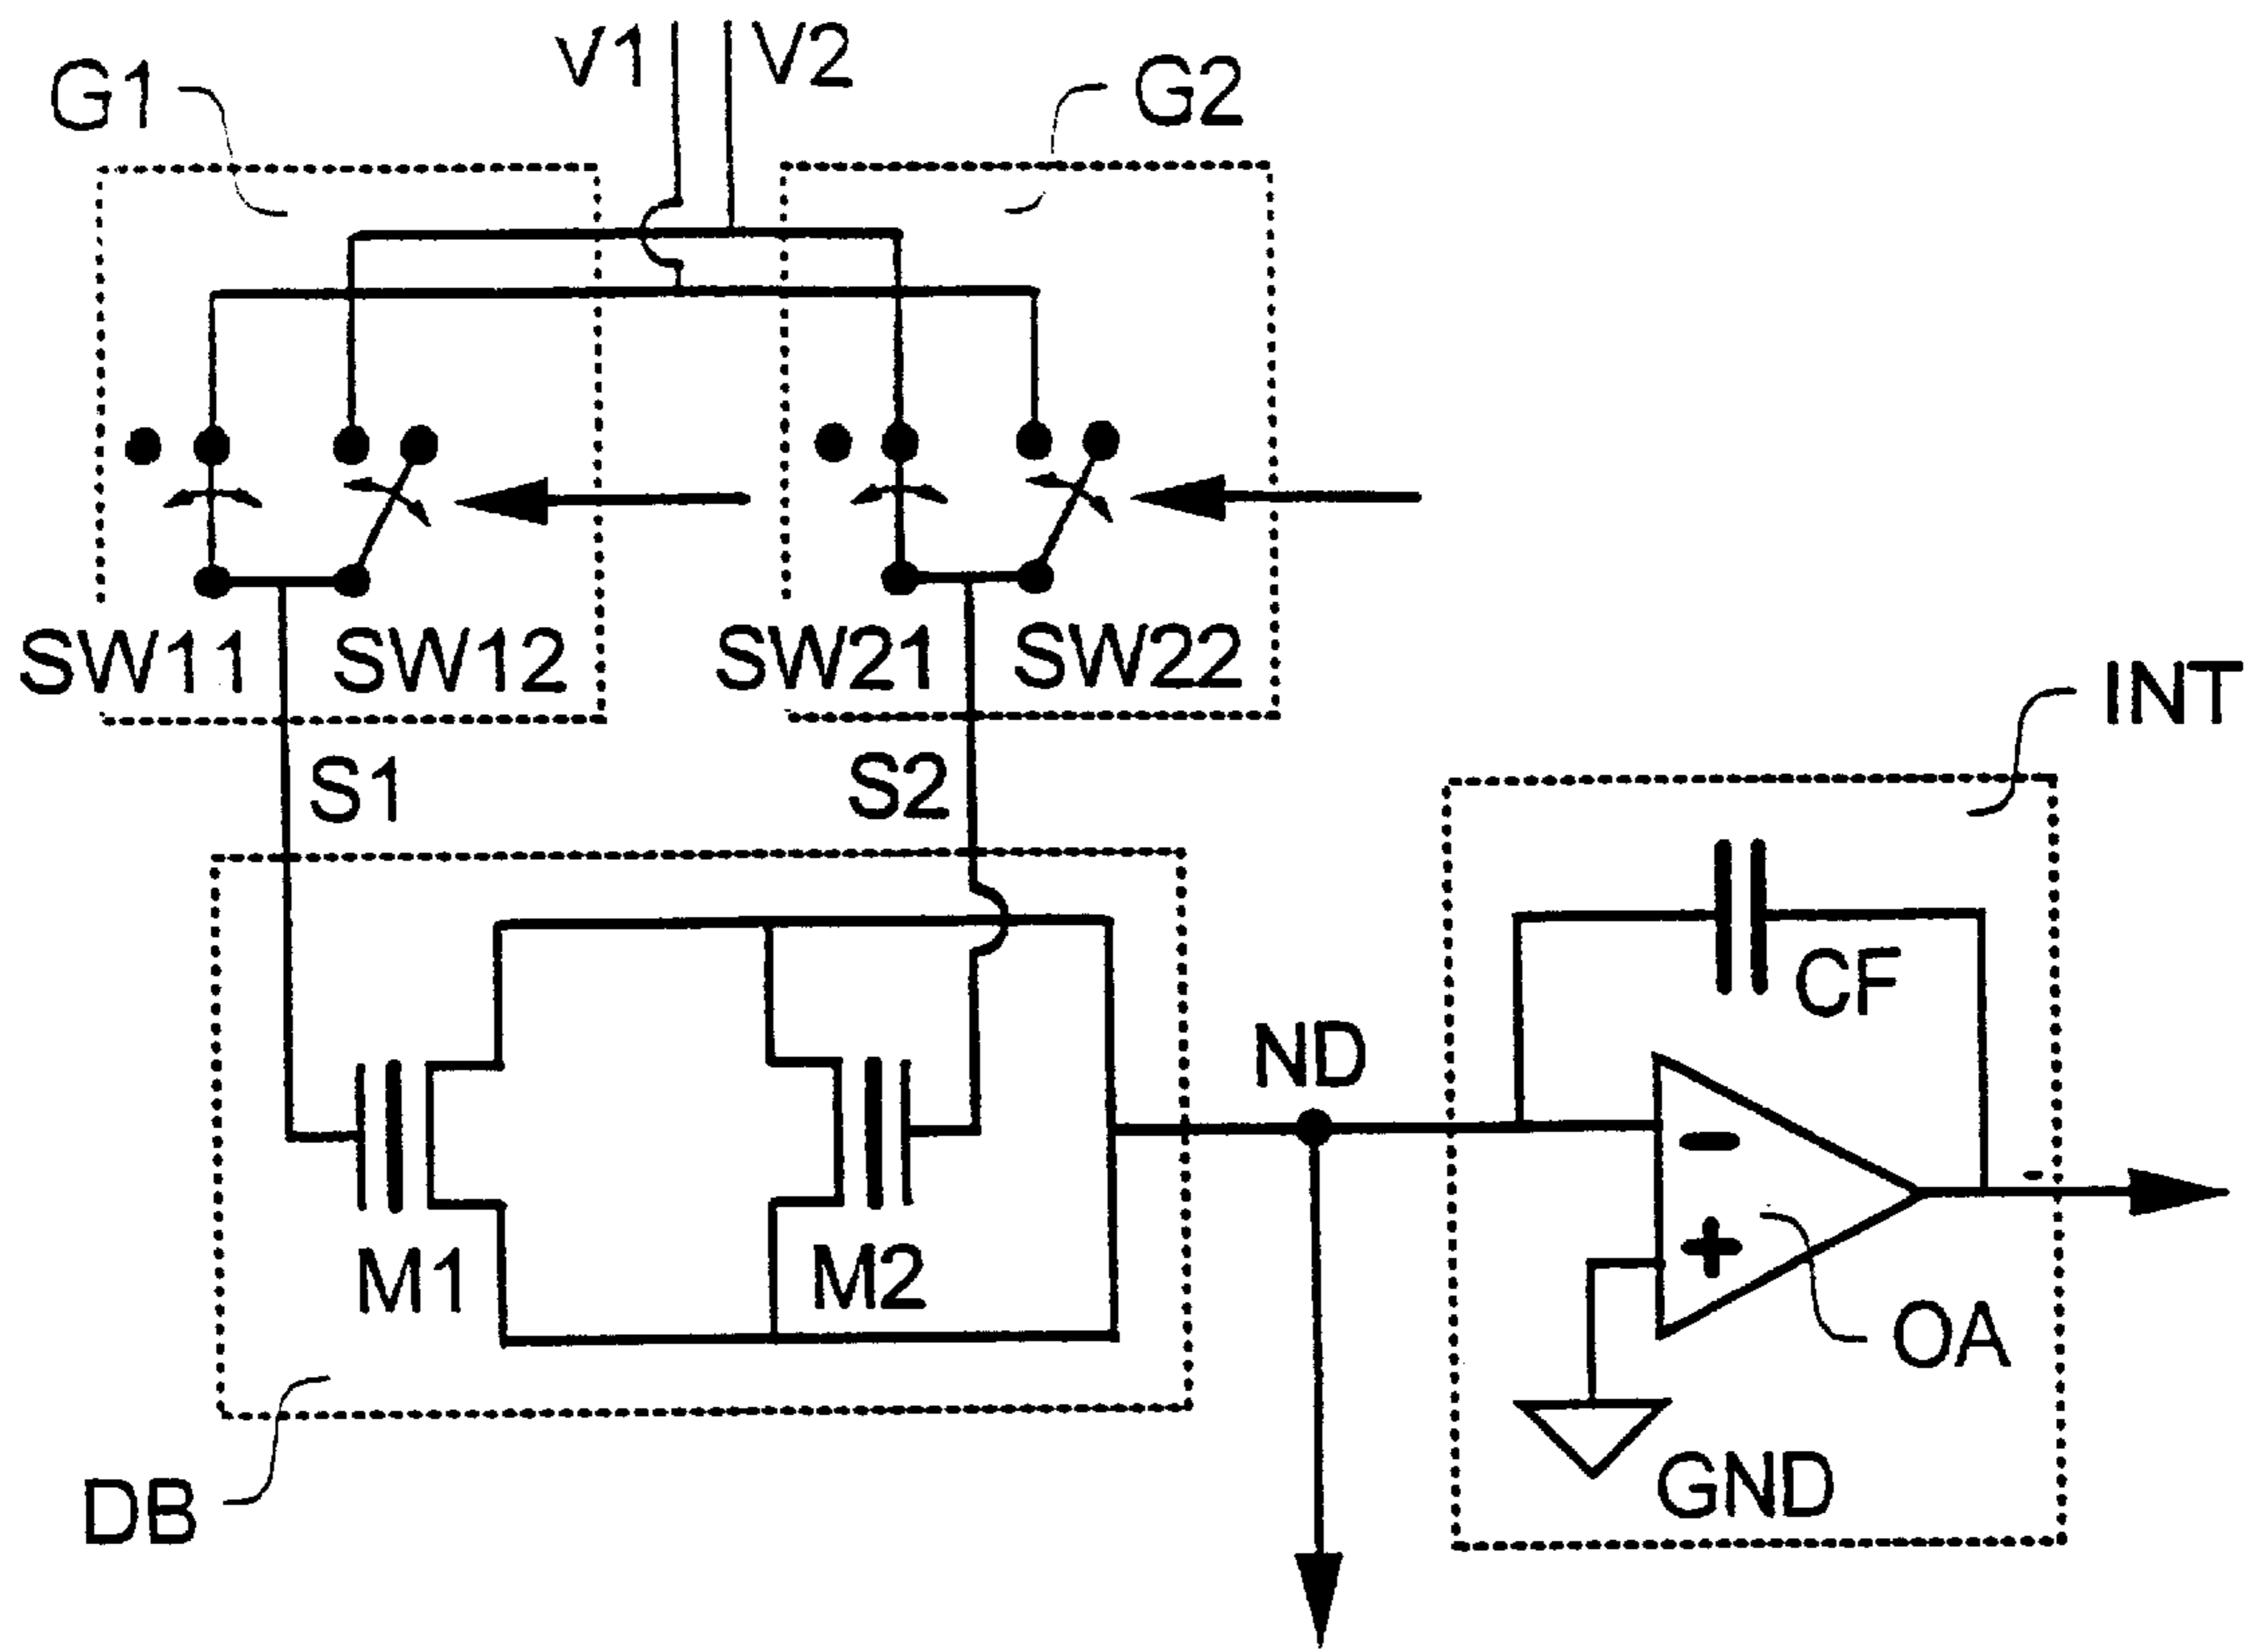 V1 V2
G1
G2
SW11 SW12
SW21 SW22
INT
S1
S2
CF
ND
-
+
M1
M2
OA
GND
DB